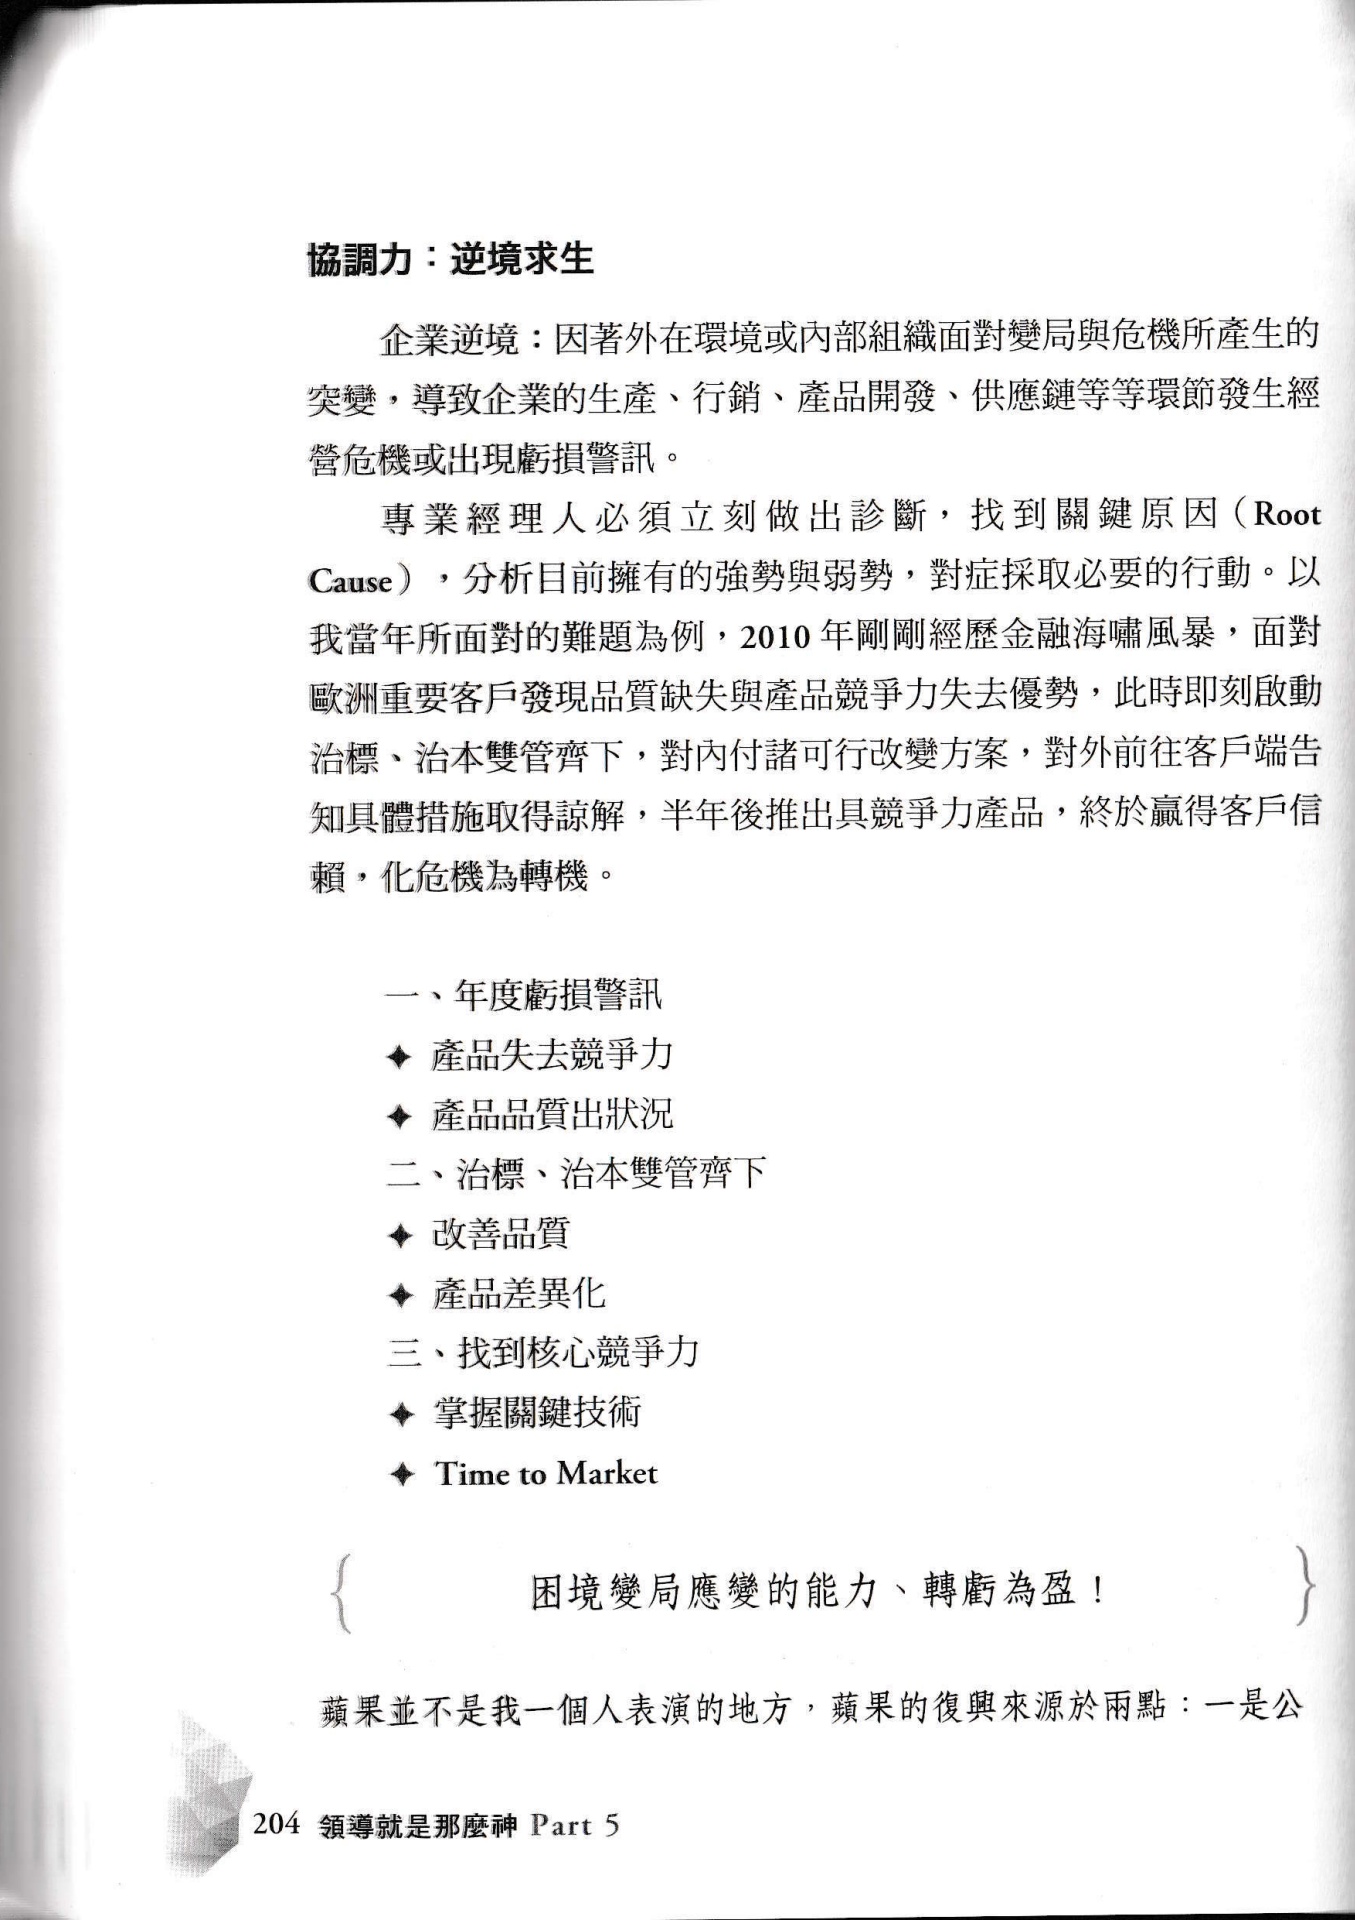 協調力：逆境求生
企業逆境：因著外在環境或內部組織面對變局與危機所產生的
突變，導致企業的生產、行銷、產品開發、供應鏈等等環節發生經
營危機或出現虧損警訊。
專業經理人必須立刻做出診斷，找到關鍵原因（Root
Cause），分析目前擁有的強勢與弱勢，對症採取必要的行動。以
我當年所面對的難題為例，2010 年剛剛經歷金融海嘯風暴，面對
歐洲重要客戶發現品質缺失與產品競爭力失去優勢，此時即刻啟動
治標、治本雙管齊下，對內付諸可行改變方案，對外前往客戶端告
知具體措施取得諒解，半年後推出具競爭力產品，終於贏得客戶信
賴，化危機為轉機。
一、年度虧損警訊
✦ 產品失去競爭力
✦ 產品品質出狀況
二、治標、治本雙管齊下
✦ 改善品質
✦ 產品差異化
三、找到核心競爭力
✦ 掌握關鍵技術
✦ Time to Market
{ 困境變局應變的能力、轉虧為盈！ }
蘋果並不是我一個人表演的地方，蘋果的復興來源於兩點：一是公
204 領導就是那麼神 Part 5